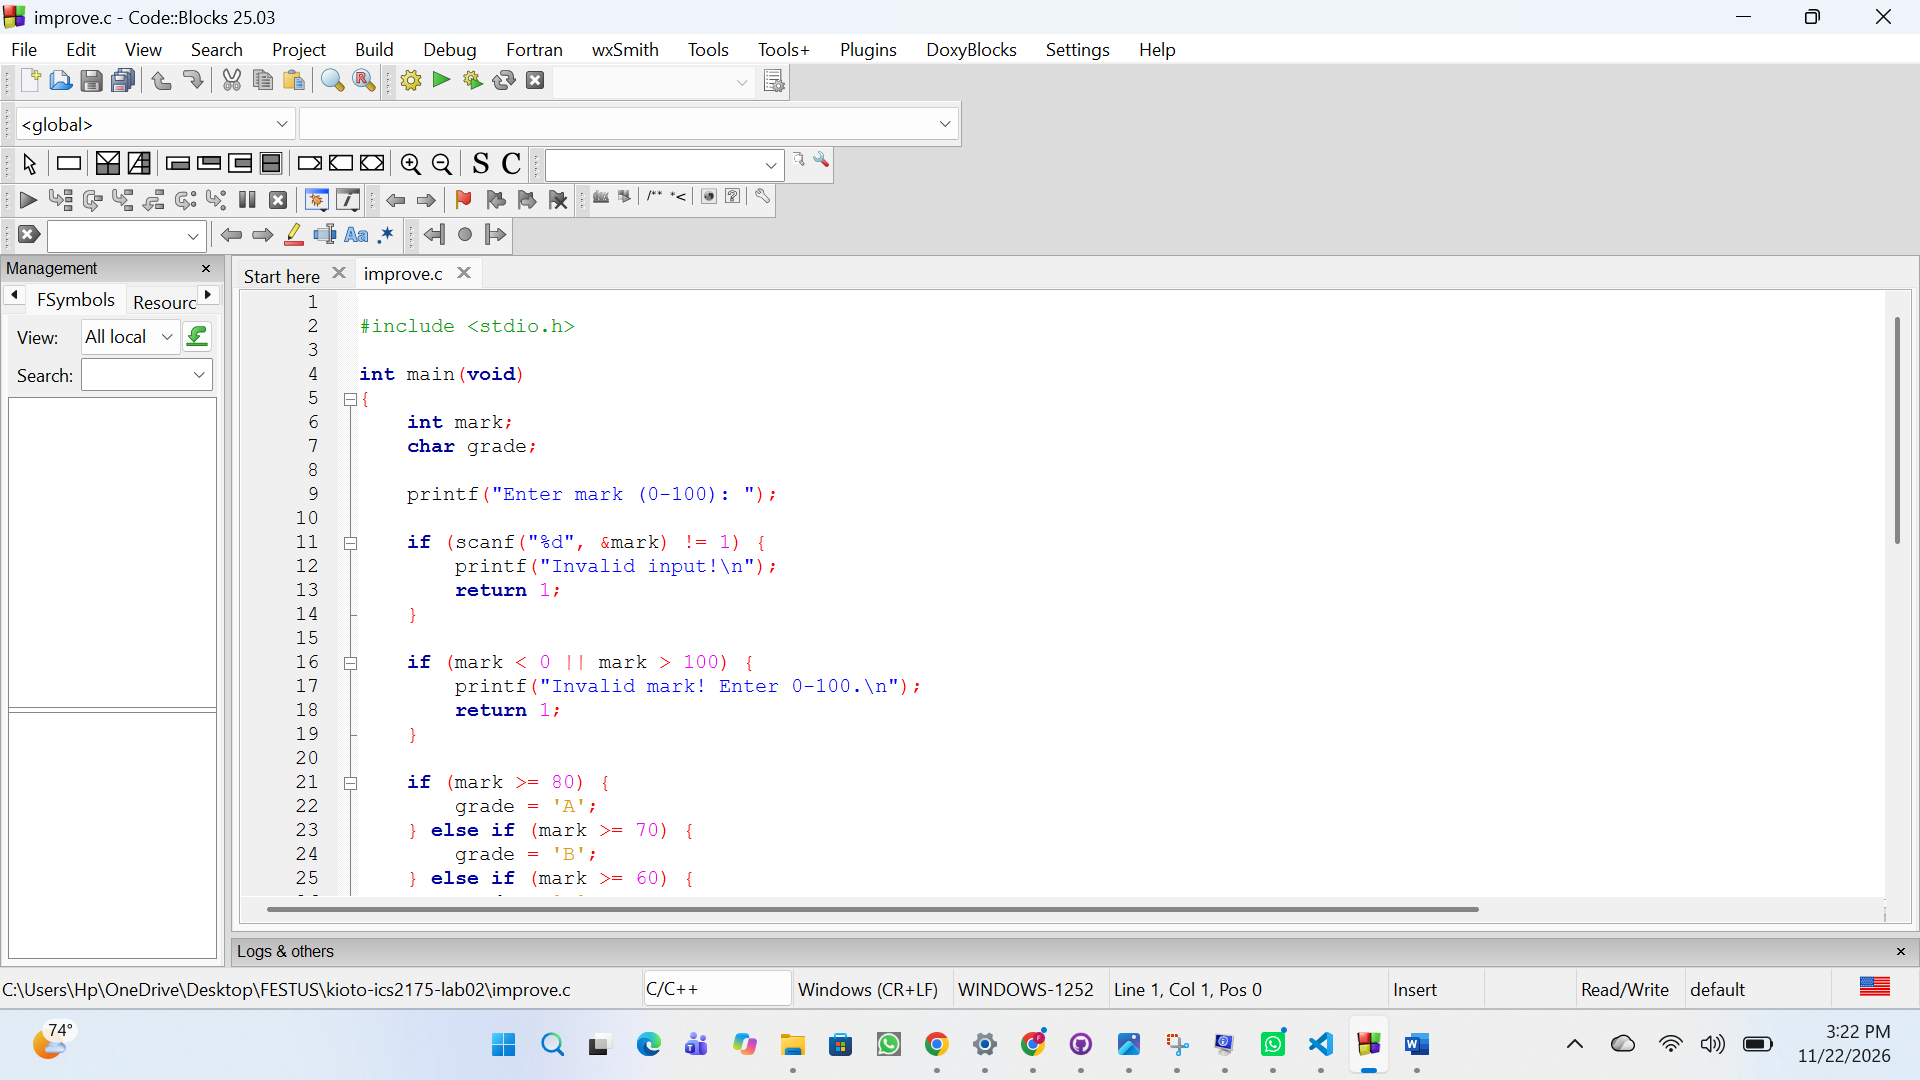 improve.c - Code::Blocks 25.03
File Edit View Search Project Build Debug Fortran wxSmith Tools Tools+ Plugins DoxyBlocks Settings Help
<global>
S C
/** *<
Aa .*
Management
FSymbols Resourc
View: All local
Search:
Start here improve.c
1
2 #include <stdio.h>
3
4 int main(void)
5 {
6 int mark;
7 char grade;
8
9 printf("Enter mark (0-100): ");
10
11 if (scanf("%d", &mark) != 1) {
12 printf("Invalid input!\n");
13 return 1;
14 }
15
16 if (mark < 0 || mark > 100) {
17 printf("Invalid mark! Enter 0-100.\n");
18 return 1;
19 }
20
21 if (mark >= 80) {
22 grade = 'A';
23 } else if (mark >= 70) {
24 grade = 'B';
25 } else if (mark >= 60) {
Logs & others
C:\Users\Hp\OneDrive\Desktop\FESTUS\kioto-ics2175-lab02\improve.c C/C++ Windows (CR+LF) WINDOWS-1252 Line 1, Col 1, Pos 0 Insert Read/Write default
74°
3:22 PM
11/22/2026